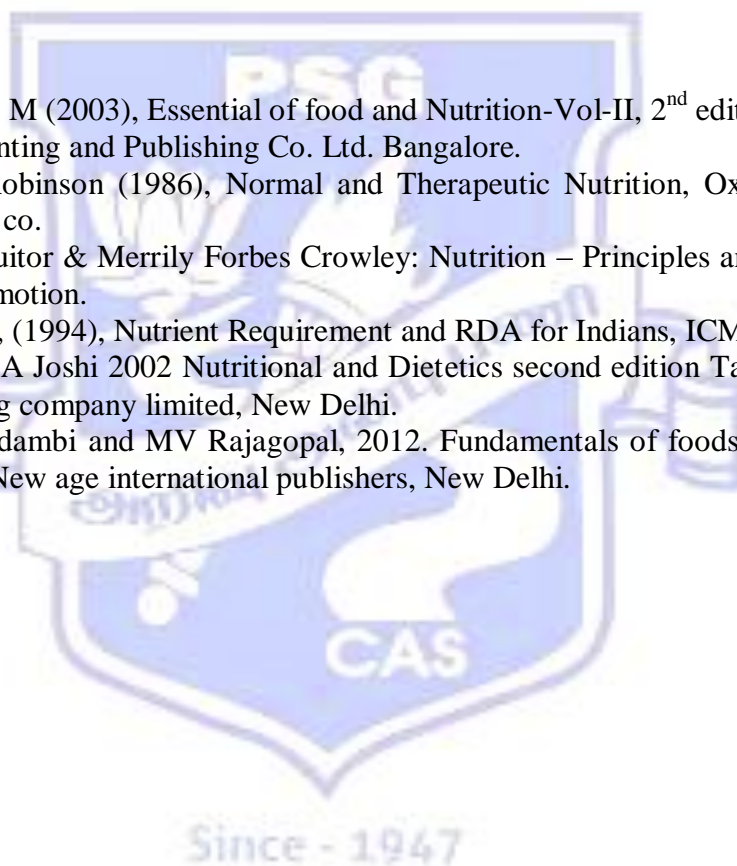 PSG
M (2003), Essential of food and Nutrition-Vol-II, 2nd edit
nting and Publishing Co. Ltd. Bangalore.
obinson (1986), Normal and Therapeutic Nutrition, Ox
co.
uitor & Merrily Forbes Crowley: Nutrition – Principles an
motion.
, (1994), Nutrient Requirement and RDA for Indians, ICM
A Joshi 2002 Nutritional and Dietetics second edition Ta
g company limited, New Delhi.
dambi and MV Rajagopal, 2012. Fundamentals of foods
New age international publishers, New Delhi.
CAS
Since - 1947